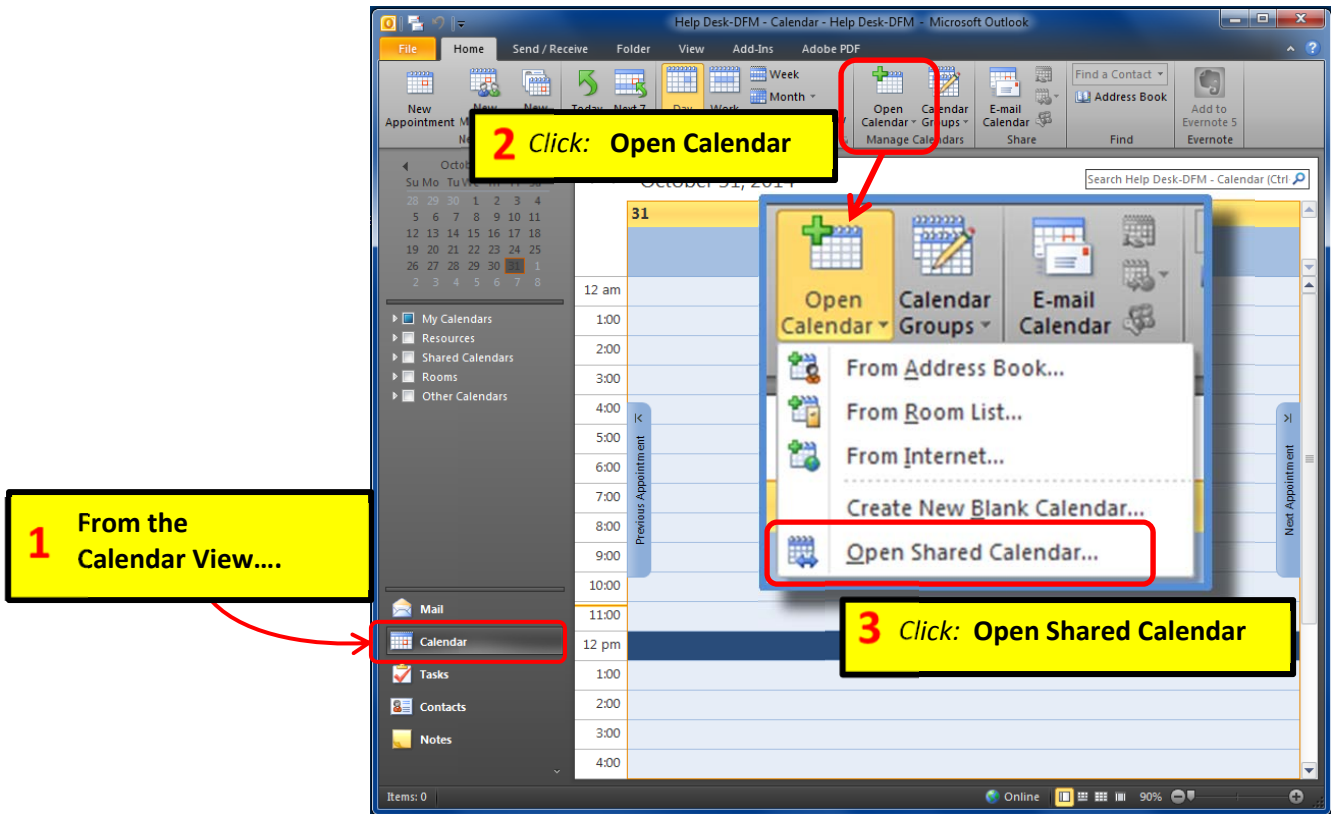 Help Desk-DFM - Calendar - Help Desk-DFM - Microsoft Outlook
File Home Send / Receive Folder View Add-Ins Adobe PDF
New Appointment
New
New
Today
Next 7
Day
Work
Week
Month
Open Calendar
Calendar Groups
Manage Calendars
E-mail Calendar
Share
Find a Contact
Address Book
Find
Add to Evernote 5
Evernote
2 Click: Open Calendar
Su Mo Tu We
28 29 30 1 2 3 4
5 6 7 8 9 10 11
12 13 14 15 16 17 18
19 20 21 22 23 24 25
26 27 28 29 30 31 1
2 3 4 5 6 7 8
My Calendars
Resources
Shared Calendars
Rooms
Other Calendars
October 31, 2014
Search Help Desk-DFM - Calendar (Ctrl
31
12 am
1:00
2:00
3:00
4:00
5:00
6:00
7:00
8:00
9:00
10:00
11:00
12 pm
1:00
2:00
3:00
4:00
Previous Appointment
Next Appointment
Open Calendar
Calendar Groups
E-mail Calendar
From Address Book...
From Room List...
From Internet...
Create New Blank Calendar...
Open Shared Calendar...
1 From the
Calendar View....
3 Click: Open Shared Calendar
Mail
Calendar
Tasks
Contacts
Notes
Items: 0
Online
90%